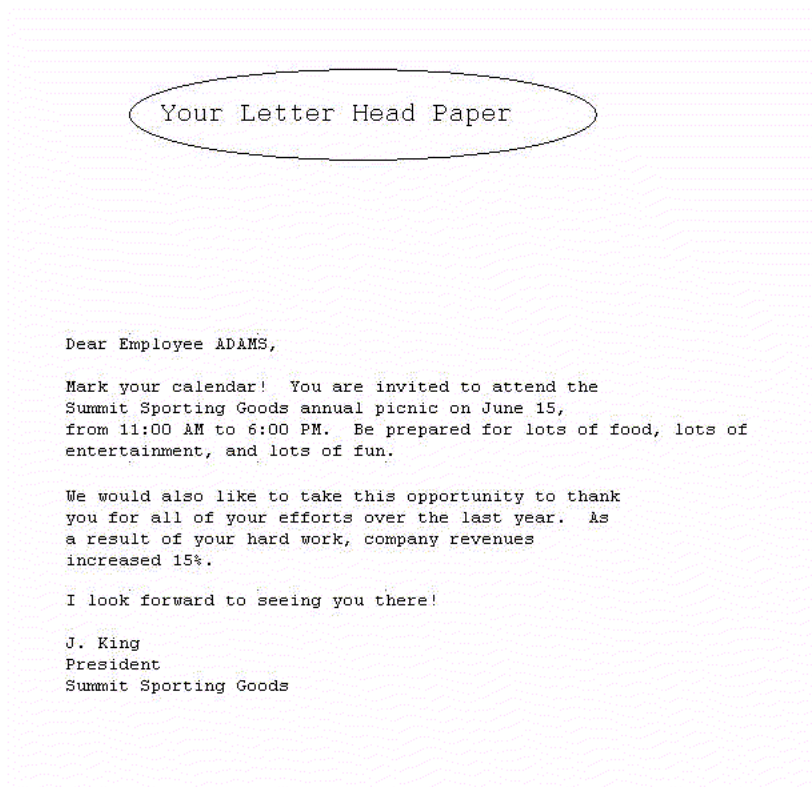 Your Letter Head Paper
Dear Employee ADAMS,
Mark your calendar!  You are invited to attend the
Summit Sporting Goods annual picnic on June 15,
from 11:00 AM to 6:00 PM.  Be prepared for lots of food, lots of
entertainment, and lots of fun.
We would also like to take this opportunity to thank
you for all of your efforts over the last year.  As
a result of your hard work, company revenues
increased 15%.
I look forward to seeing you there!
J. King
President
Summit Sporting Goods